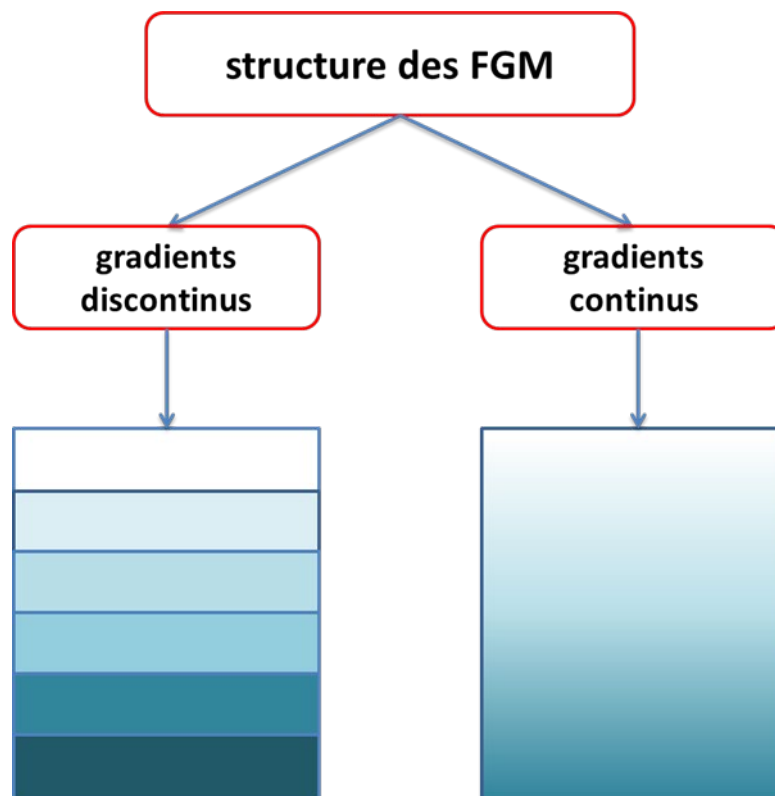 structure des FGM
gradients
discontinus
gradients
continus